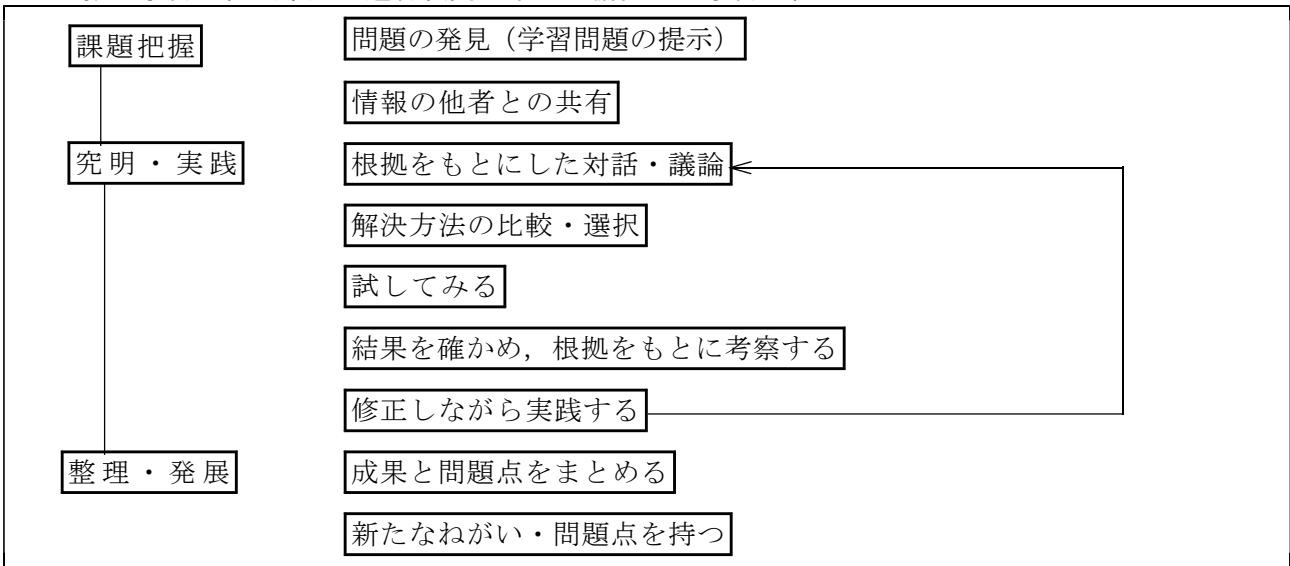 課題把握 問題の発見（学習問題の提示）
情報の他者との共有
究明・実践 根拠をもとにした対話・議論
解決方法の比較・選択
試してみる
結果を確かめ，根拠をもとに考察する
修正しながら実践する
整理・発展 成果と問題点をまとめる
新たなねがい・問題点を持つ